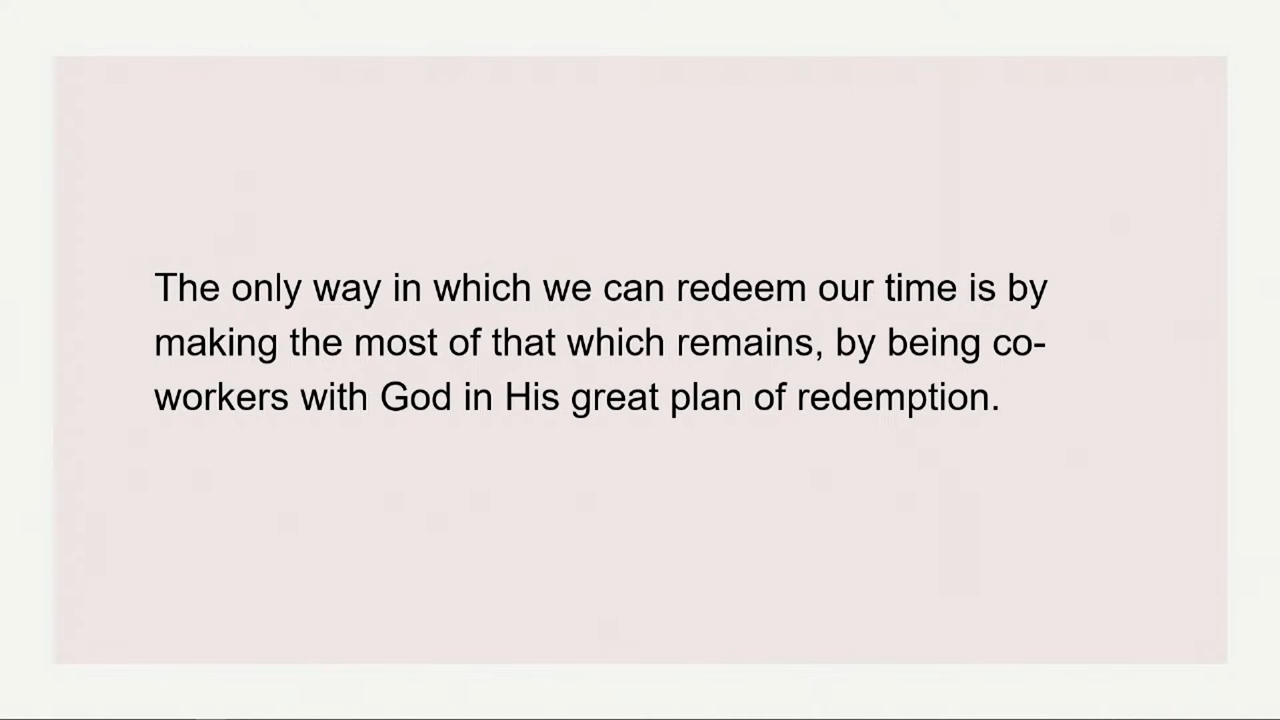 The only way in which we can redeem our time is by
making the most of that which remains, by being co-
workers with God in His great plan of redemption.